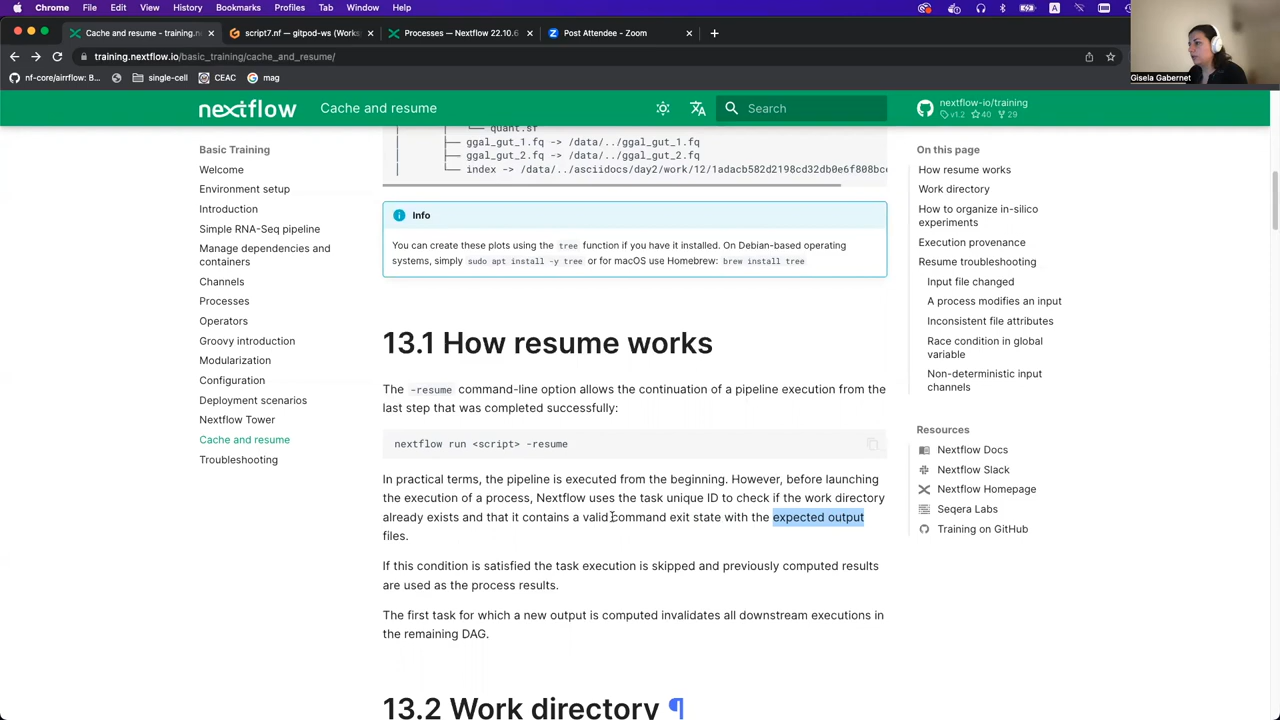 Chrome File Edit View History Bookmarks Profiles Tab Window Help
Cache and resume - training.n
script7.nf - gitpod-ws (Works
Processes — Nextflow 22.10.6
Post Attendee - Zoom
training.nextflow.io/basic_training/cache_and_resume/
nf-core/airrflow: B...
single-cell
CEAC
mag
Gisela Gabernet
nextflow
Cache and resume
Search
nextflow-io/training
v1.2 40 29
Basic Training
Welcome
Environment setup
Introduction
Simple RNA-Seq pipeline
Manage dependencies and
containers
Channels
Processes
Operators
Groovy introduction
Modularization
Configuration
Deployment scenarios
Nextflow Tower
Cache and resume
Troubleshooting
quant.sf
ggal_gut_1.fq -> /data/../ggal_gut_1.fq
ggal_gut_2.fq -> /data/../ggal_gut_2.fq
index -> /data/../asciidocs/day2/work/12/1adacb582d2198cd32db0e6f808bce
Info
You can create these plots using the tree function if you have it installed. On Debian-based operating
systems, simply sudo apt install -y tree or for macOS use Homebrew: brew install tree
13.1 How resume works
The -resume command-line option allows the continuation of a pipeline execution from the
last step that was completed successfully:
nextflow run <script> -resume
In practical terms, the pipeline is executed from the beginning. However, before launching
the execution of a process, Nextflow uses the task unique ID to check if the work directory
already exists and that it contains a valid command exit state with the expected output
files.
If this condition is satisfied the task execution is skipped and previously computed results
are used as the process results.
The first task for which a new output is computed invalidates all downstream executions in
the remaining DAG.
13.2 Work directory ¶
On this page
How resume works
Work directory
How to organize in-silico
experiments
Execution provenance
Resume troubleshooting
Input file changed
A process modifies an input
Inconsistent file attributes
Race condition in global
variable
Non-deterministic input
channels
Resources
Nextflow Docs
Nextflow Slack
Nextflow Homepage
Seqera Labs
Training on GitHub